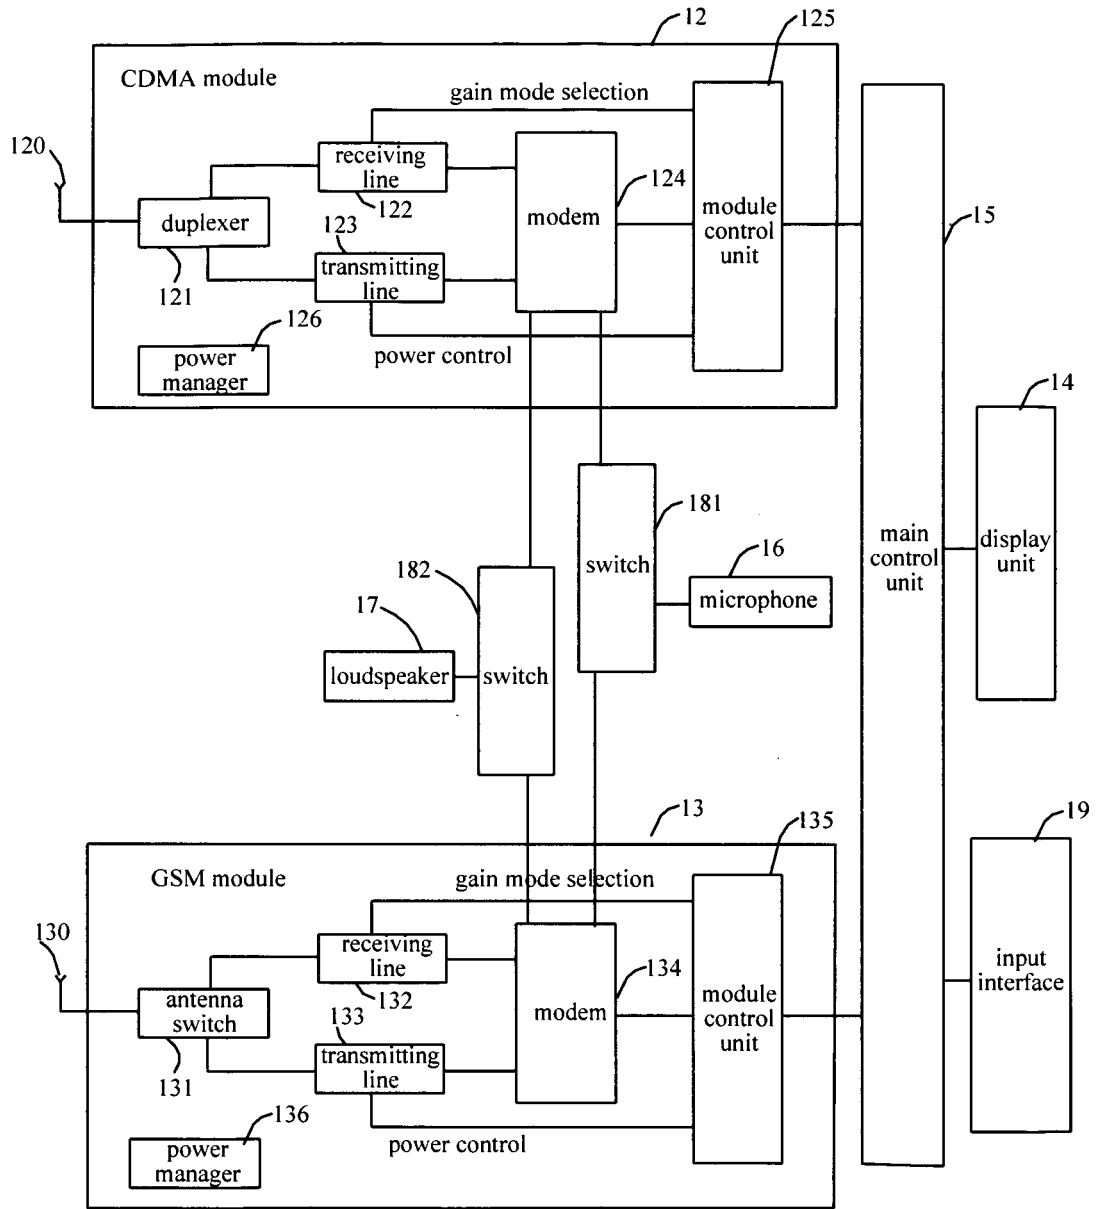 12
125
CDMA module
gain mode selection
120
receiving
line
122
124
modem
module
control
unit
duplexer
121
123
transmitting
line
15
126
power
manager
power control
14
181
switch
16
microphone
main
control
unit
display
unit
182
17
loudspeaker
switch
13
135
19
GSM module
gain mode selection
130
receiving
line
132
134
modem
module
control
unit
input
interface
antenna
switch
131
133
transmitting
line
136
power
manager
power control